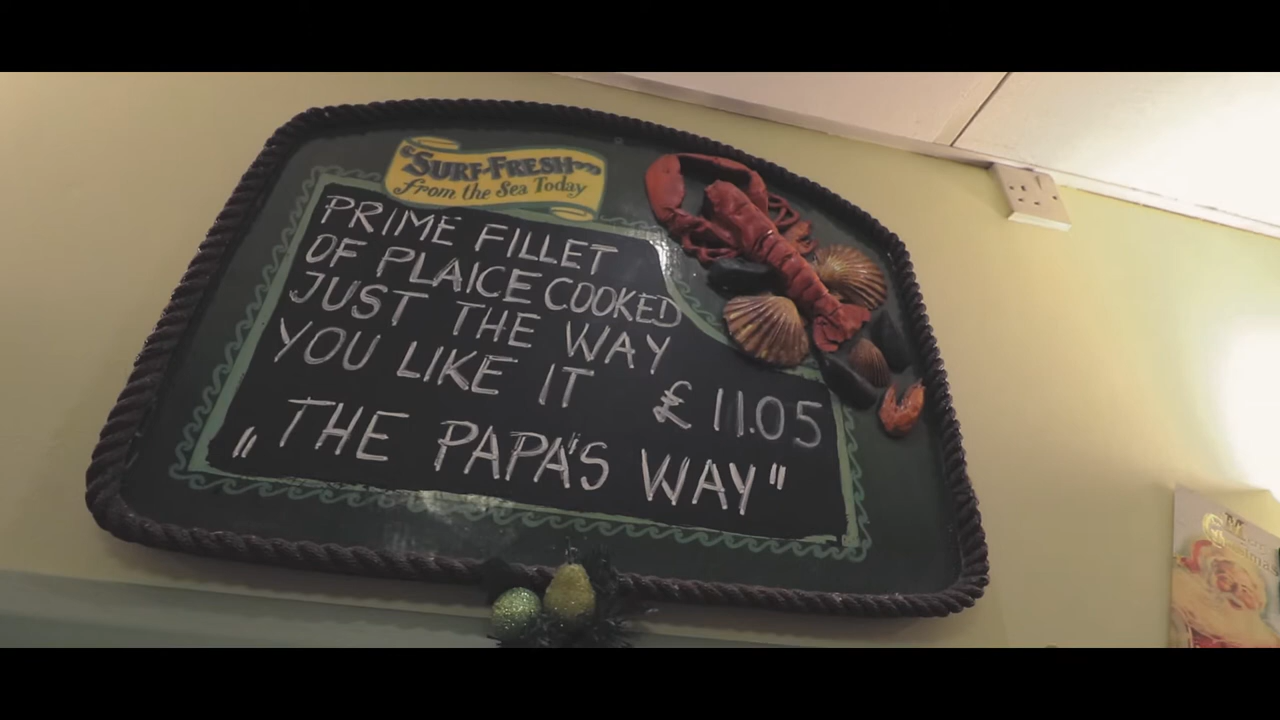 SURF-FRESH
from the Sea Today
PRIME FILLET
OF PLAICE COOKED
JUST THE WAY
YOU LIKE IT £11.05
„THE PAPA'S WAY"